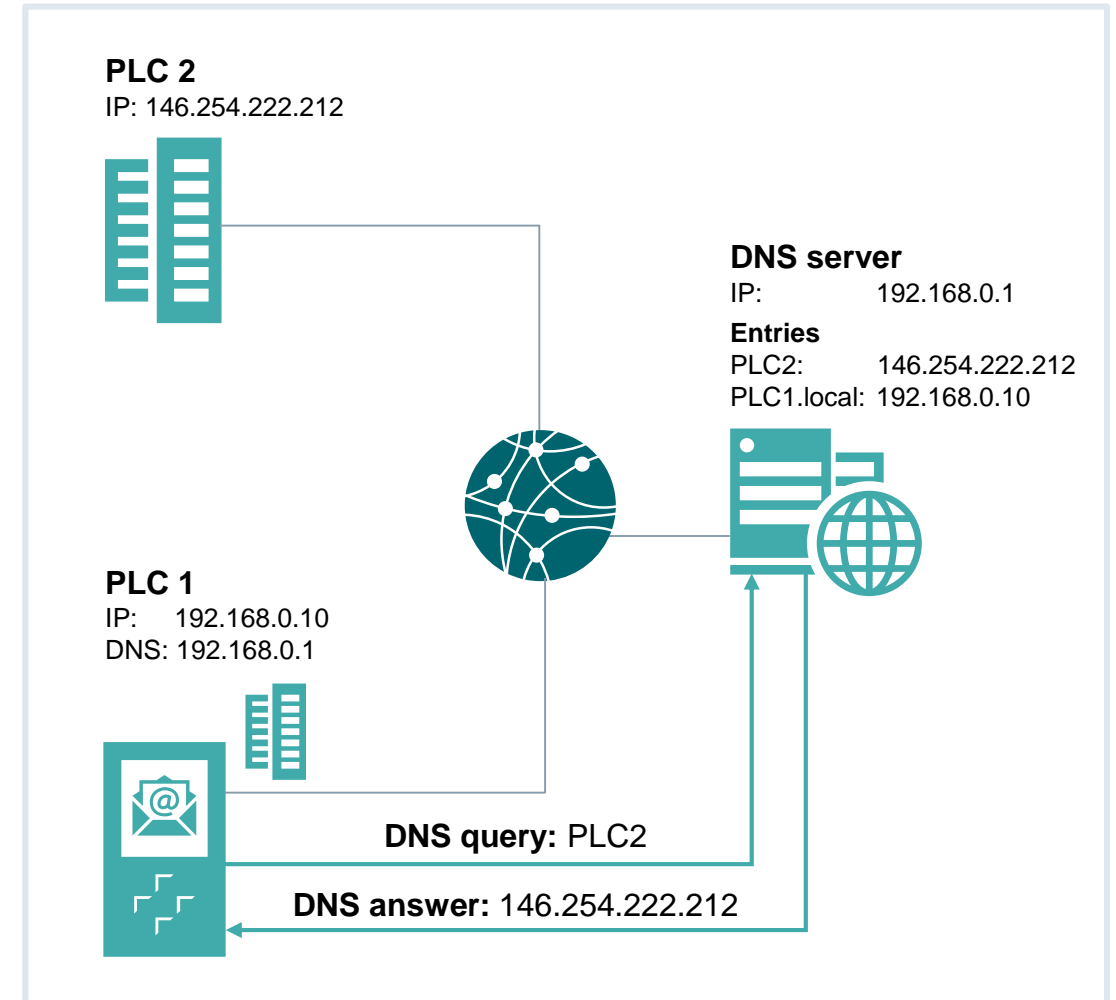 PLC 2
IP: 146.254.222.212
DNS server
IP: 192.168.0.1
Entries
PLC2: 146.254.222.212
PLC1.local: 192.168.0.10
PLC 1
IP: 192.168.0.10
DNS: 192.168.0.1
@
DNS query: PLC2
DNS answer: 146.254.222.212